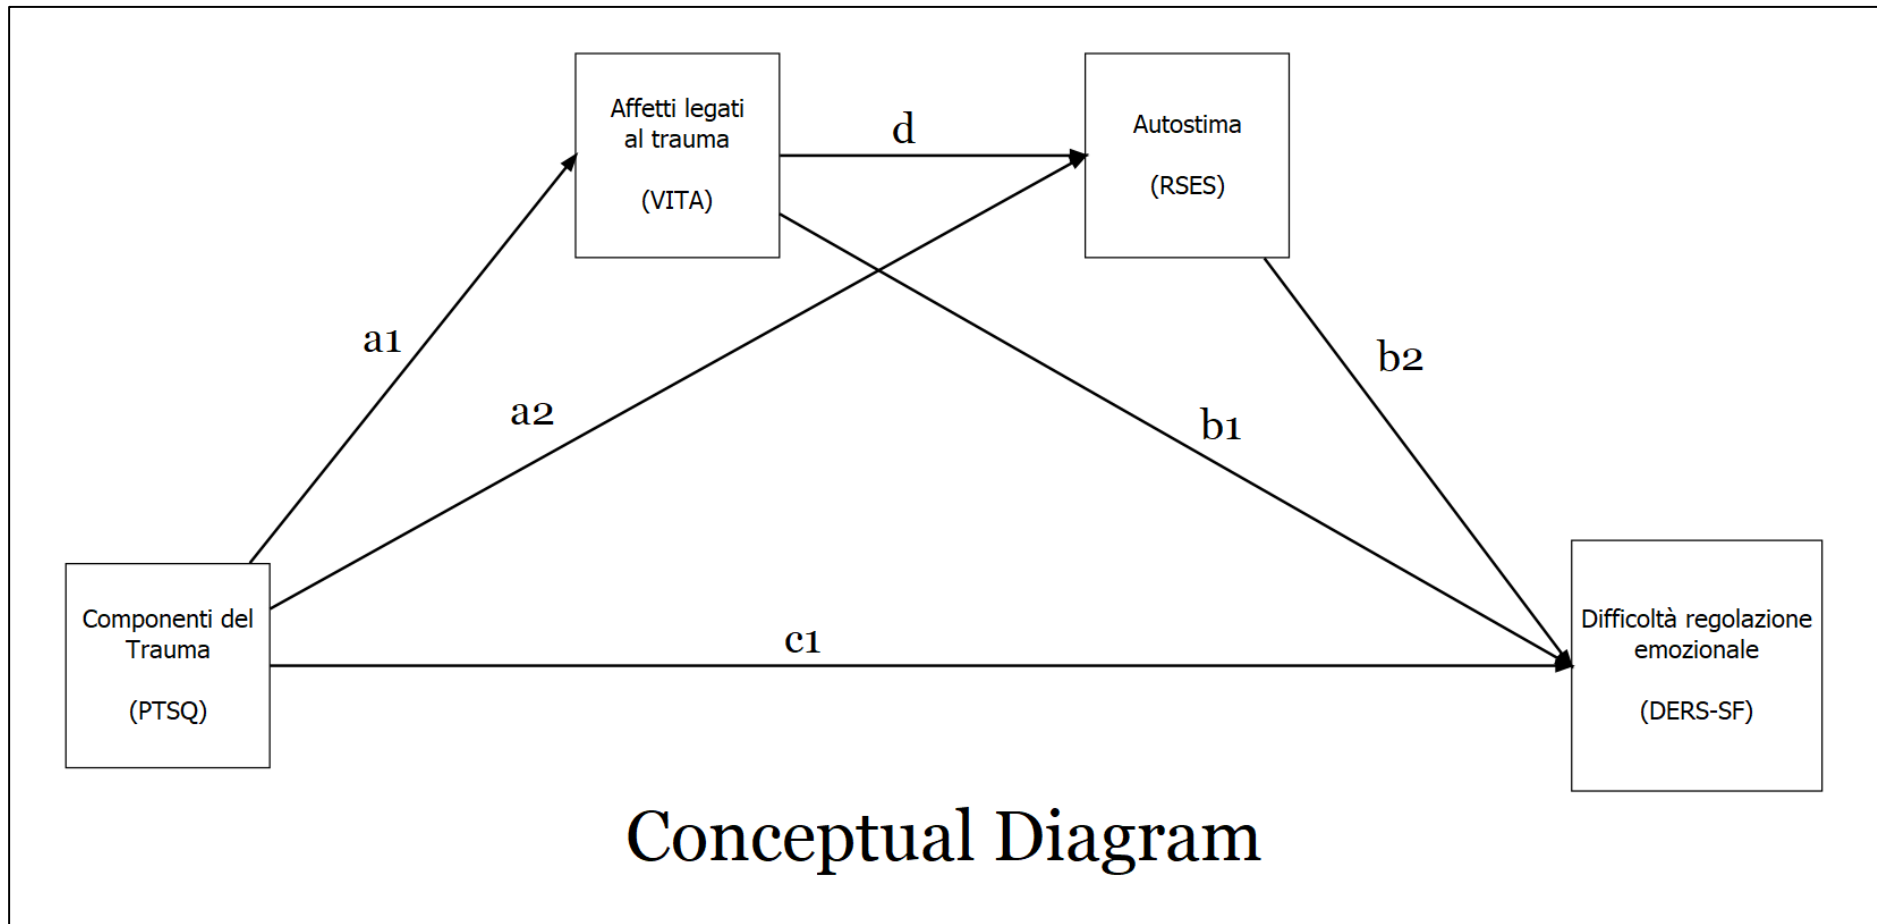 Affetti legati
al trauma
(VITA)
d
Autostima
(RSES)
a1
a2
b1
b2
Componenti del
Trauma
(PTSQ)
c1
Difficoltà regolazione
emozionale
(DERS-SF)
Conceptual Diagram